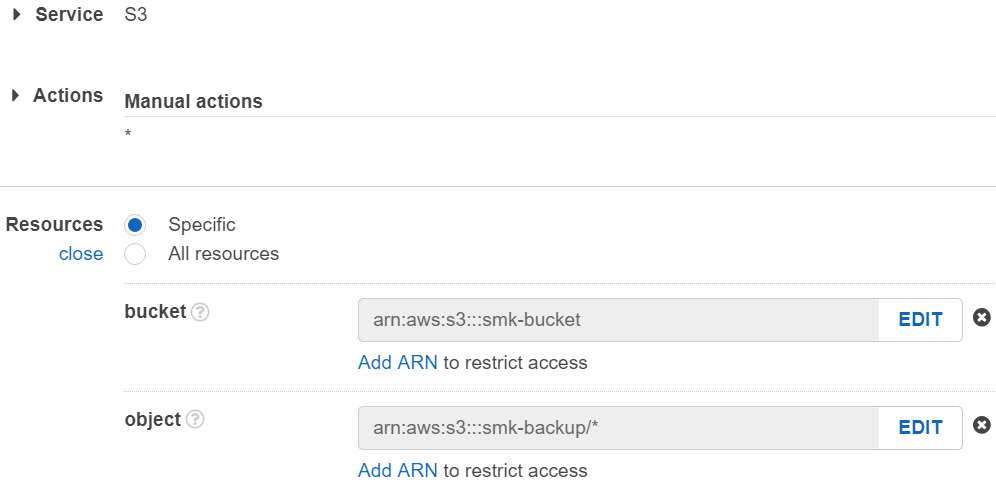 Service S3
Actions Manual actions
*
Resources Specific
close All resources
bucket ?
arn:aws:s3:::smk-bucket EDIT
Add ARN to restrict access
object ?
arn:aws:s3:::smk-backup/* EDIT
Add ARN to restrict access